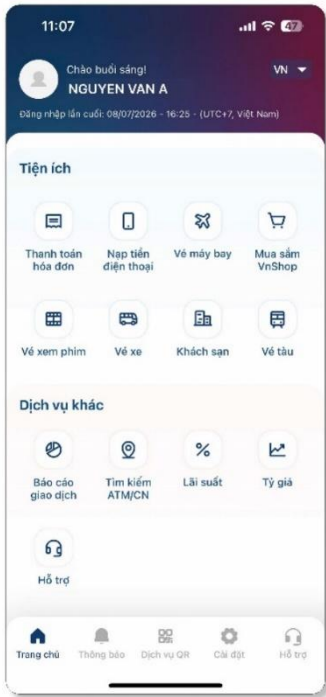 11:07
47
Chào buổi sáng!
VN
NGUYEN VAN A
Đăng nhập lần cuối: 08/07/2026 - 16:25 - (UTC+7, Việt Nam)
Tiện ích
Thanh toán
hóa đơn
Nạp tiền
điện thoại
Vé máy bay
Mua sắm
VnShop
Vé xem phim
Vé xe
Khách sạn
Vé tàu
Dịch vụ khác
Báo cáo
giao dịch
Tìm kiếm
ATM/CN
Lãi suất
Tỷ giá
Hỗ trợ
Trang chủ
Thông báo
Dịch vụ QR
Cài đặt
Hỗ trợ